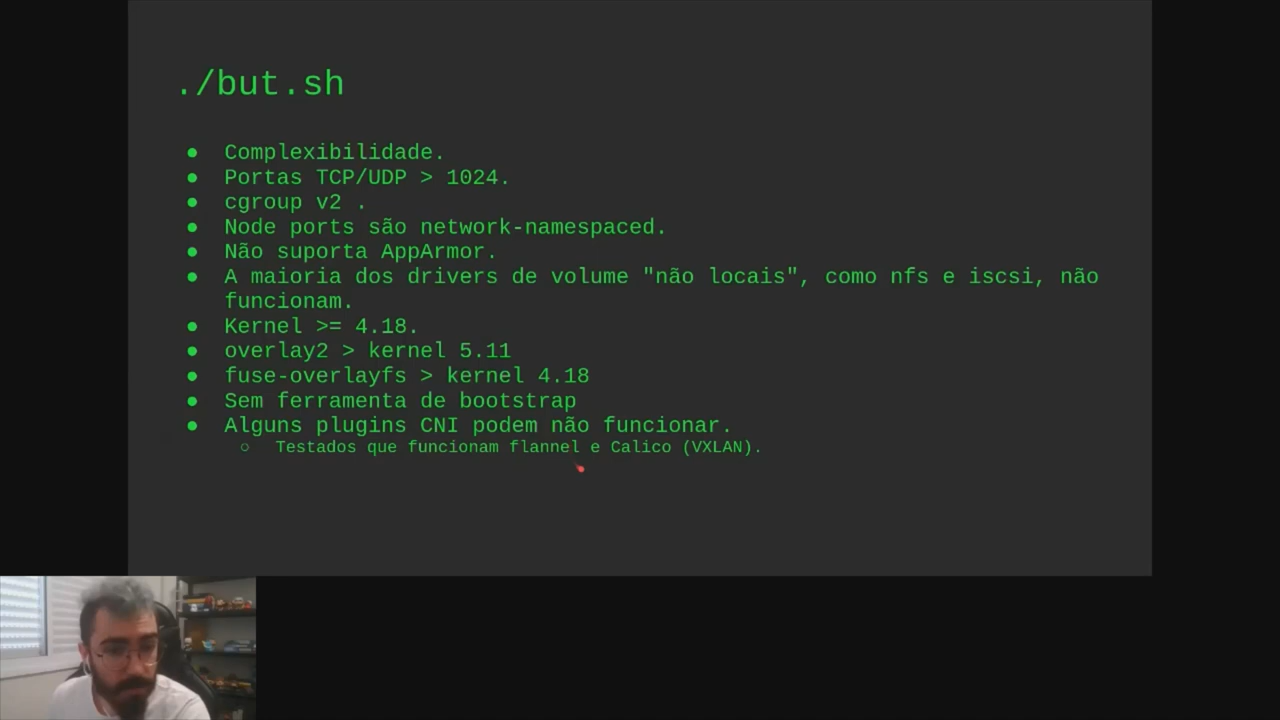 ./but.sh
● Complexibilidade.
● Portas TCP/UDP > 1024.
● cgroup v2 .
● Node ports são network-namespaced.
● Não suporta AppArmor.
● A maioria dos drivers de volume "não locais", como nfs e iscsi, não
funcionam.
● Kernel >= 4.18.
● overlay2 > kernel 5.11
● fuse-overlayfs > kernel 4.18
● Sem ferramenta de bootstrap
● Alguns plugins CNI podem não funcionar.
○ Testados que funcionam flannel e Calico (VXLAN).